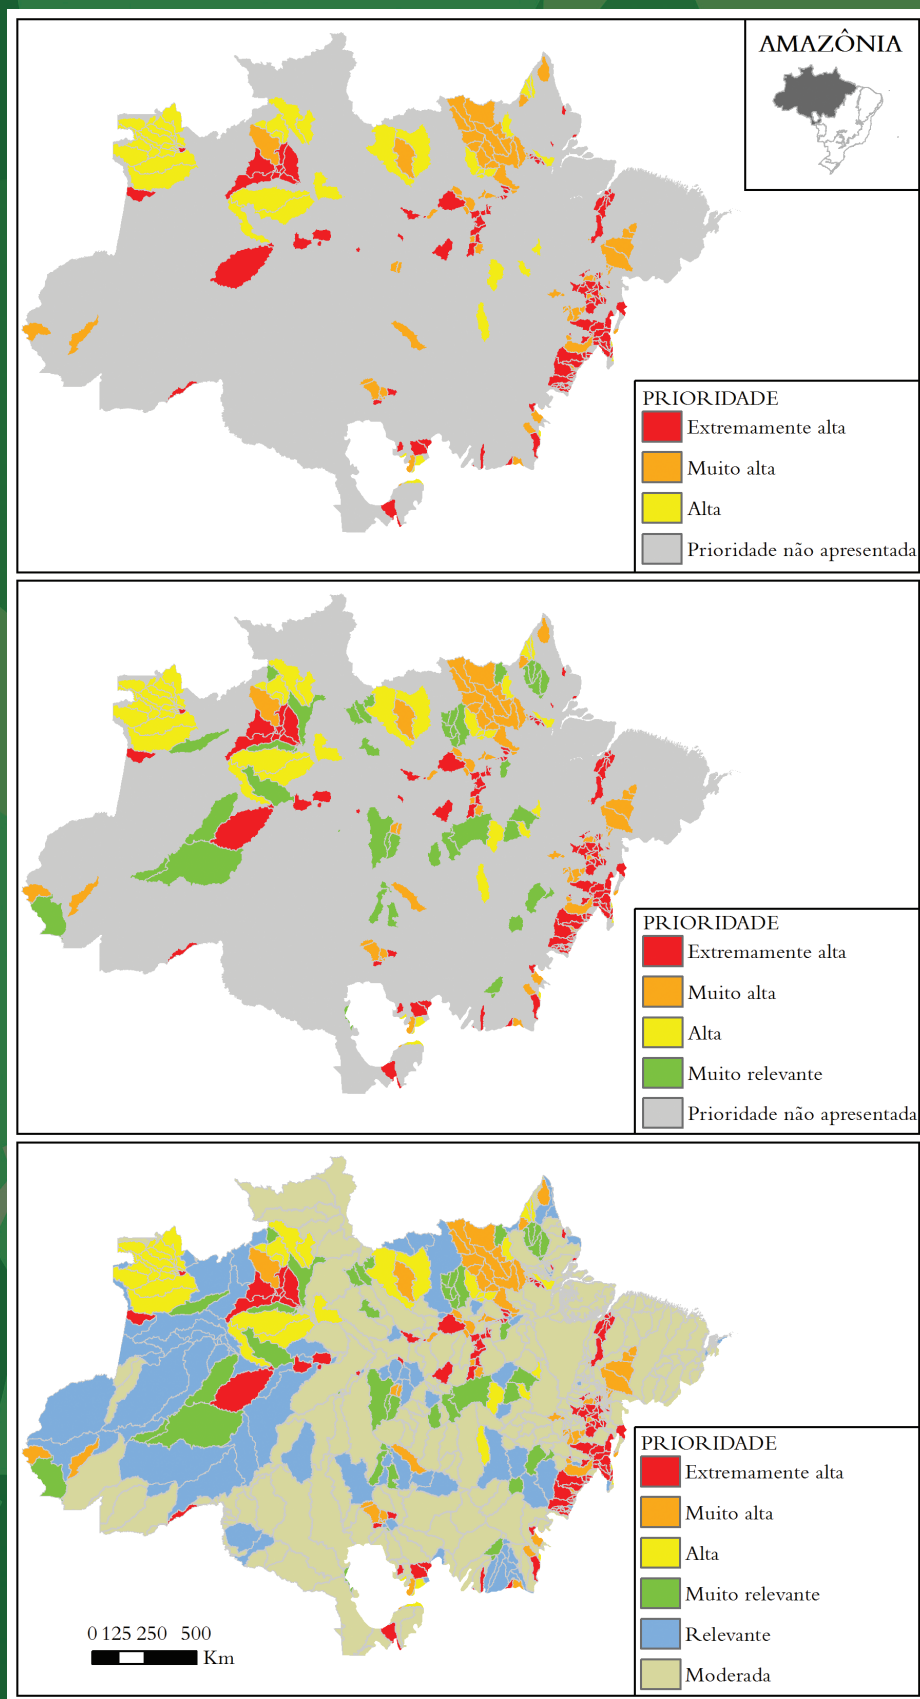 AMAZÔNIA
PRIORIDADE
Extremamente alta
Muito alta
Alta
Prioridade não apresentada
PRIORIDADE
Extremamente alta
Muito alta
Alta
Muito relevante
Prioridade não apresentada
PRIORIDADE
Extremamente alta
Muito alta
Alta
Muito relevante
Relevante
Moderada
0 125 250 500
Km